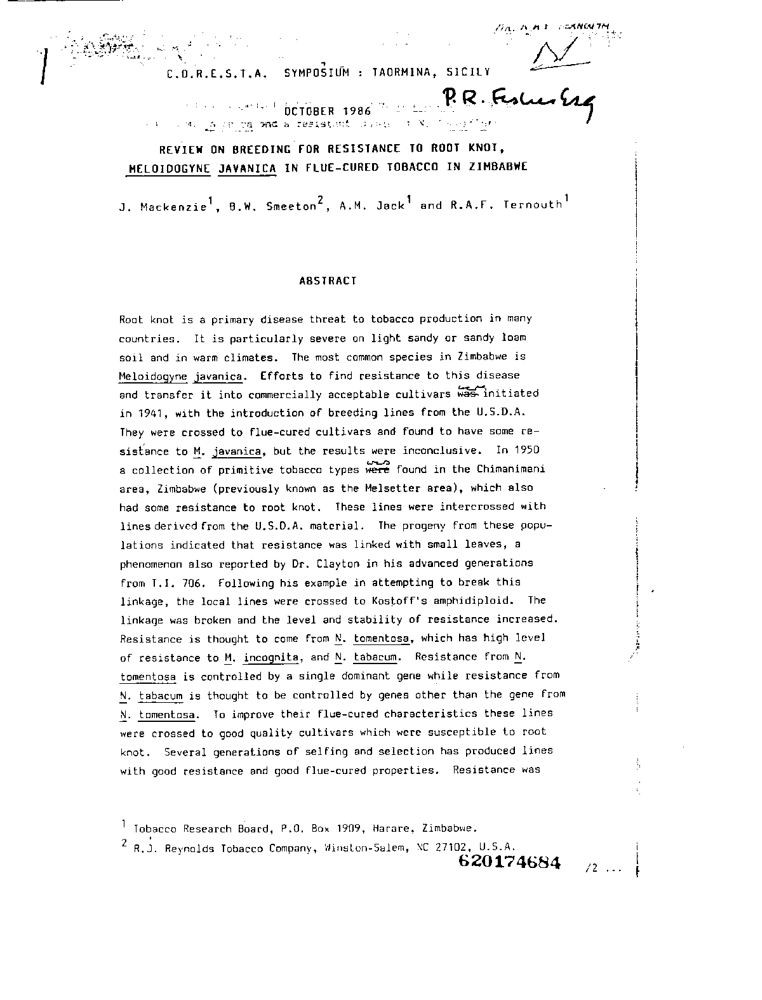 C.O.R.E.S.T.A. SYMPOSIUM : TAORMINA, SICILY
OCTOBER 1986
P.R.
and a resistant
REVIEW ON BREEDING FOR RESISTANCE TO ROOT KNOT,
MELOIDOGYNE JAVANICA IN FLUE-CURED TOBACCO IN ZIMBABWE
J. Mackenzie1, B.W. Smeeton2, A.M. Jack1 and R.A.F. Ternouth1
ABSTRACT
Root knot is a primary disease threat to tobacco production in many
countries. It is particularly severe on light sandy or sandy loam
soil and in warm climates. The most common species in Zimbabwe is
Meloidogyne javanica. Efforts to find resistance to this disease
and transfer it into commercially acceptable cultivars was initiated
in 1941, with the introduction of breeding lines from the U.S.D.A.
They were crossed to flue-cured cultivars and found to have some re-
sistance to M. javanica, but the results were inconclusive. In 1950
a collection of primitive tobacco types were found in the Chimanimani
area, Zimbabwe (previously known as the Melsetter area), which also
had some resistance to root knot. These lines were intercrossed with
lines derived from the U.S.D.A. material. The progeny from these popu-
lations indicated that resistance was linked with small leaves, a
phenomenon also reported by Dr. Clayton in his advanced generations
from T.I. 706. Following his example in attempting to break this
linkage, the local lines were crossed to Kostoff's amphidiploid. The
linkage was broken and the level and stability of resistance increased.
Resistance is thought to come from N. tomentosa, which has high level
of resistance to M. incognita, and N. tabacum. Resistance from N.
tomentosa is controlled by a single dominant gene while resistance from
N. tabacum is thought to be controlled by genes other than the gene from
N. tomentosa. To improve their flue-cured characteristics these lines
were crossed to good quality cultivars which were susceptible to root
knot. Several generations of selfing and selection has produced lines
with good resistance and good flue-cured properties. Resistance was
1 Tobacco Research Board, P.O. Box 1909, Harare, Zimbabwe.
2 R.J. Reynolds Tobacco Company, Winston-Salem, NC 27102, U.S.A.
620174684 /2 ...